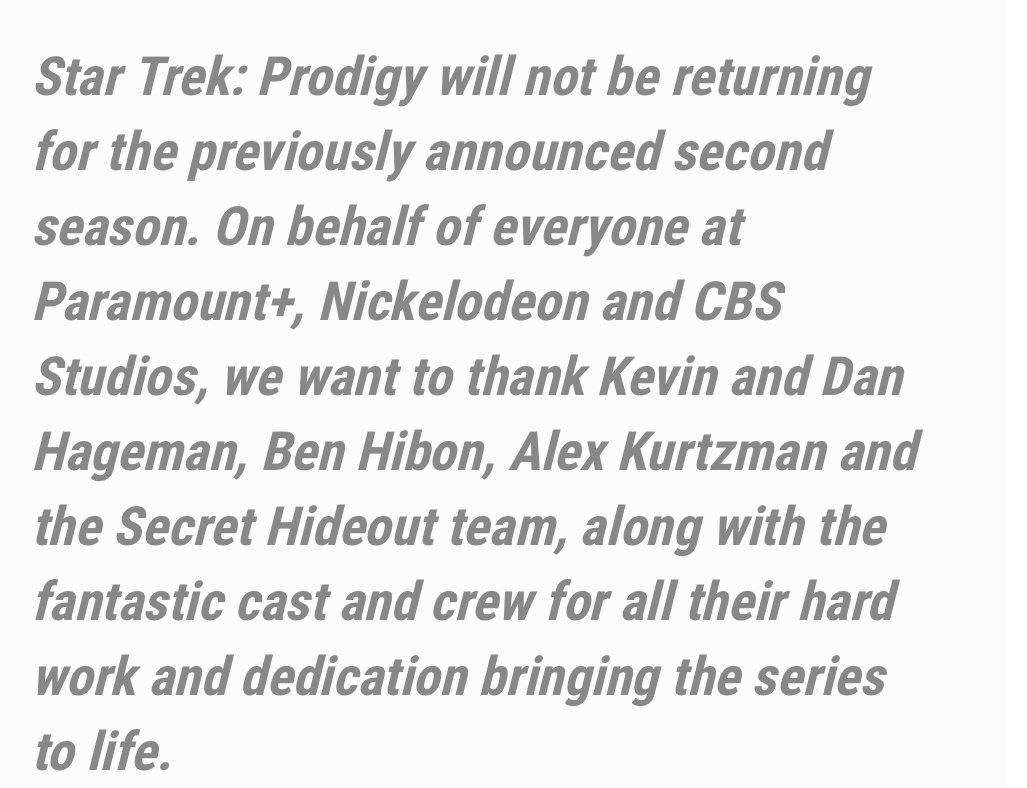 Star Trek: Prodigy will not be returning
for the previously announced second
season. On behalf of everyone at
Paramount+, Nickelodeon and CBS
Studios, we want to thank Kevin and Dan
Hageman, Ben Hibon, Alex Kurtzman and
the Secret Hideout team, along with the
fantastic cast and crew for all their hard
work and dedication bringing the series
to life.